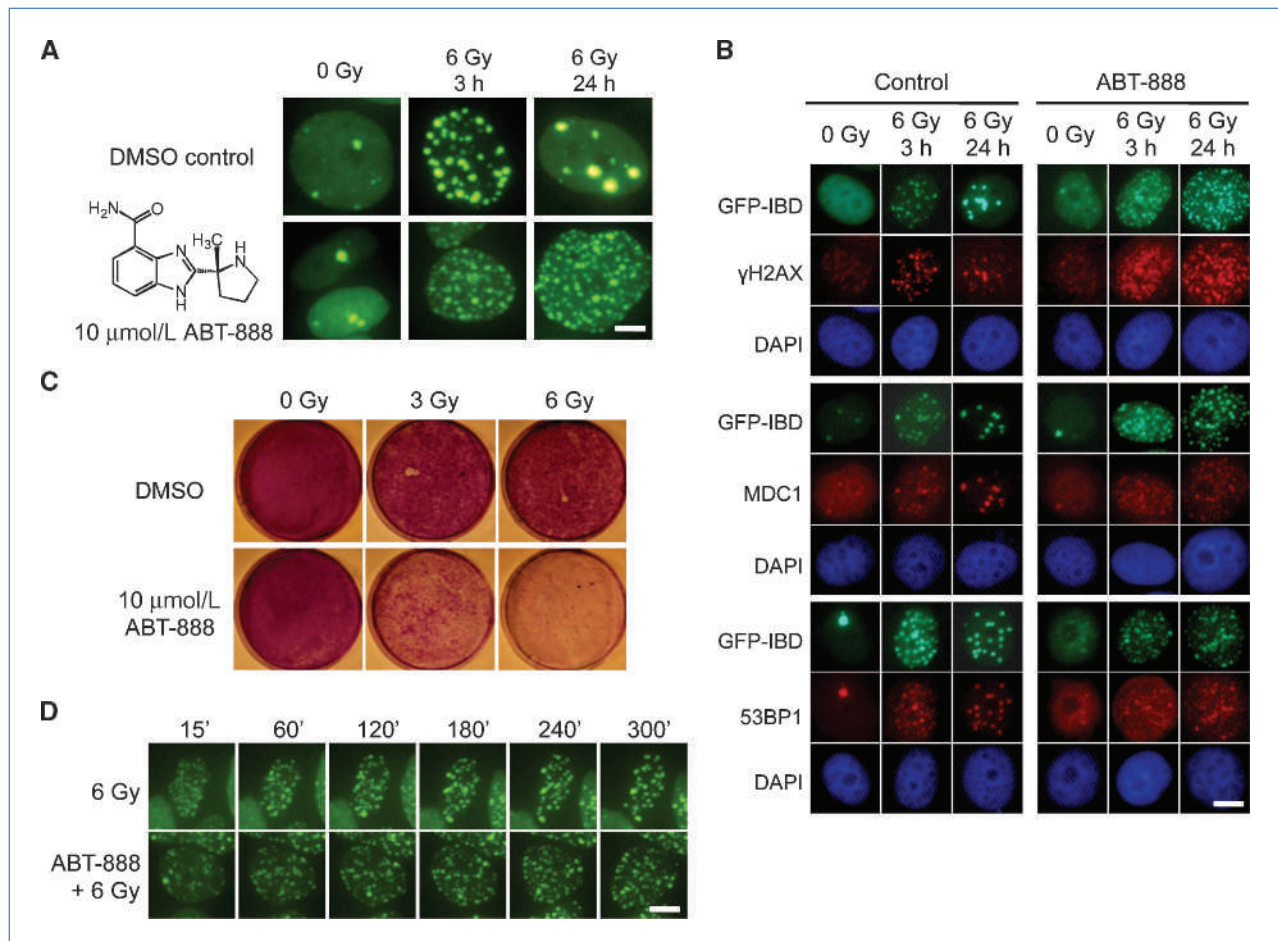 A
0 Gy
6 Gy
3 h
6 Gy
24 h
DMSO control
H₂N
O
H₃C
H
N
N
N
H
10 μmol/L ABT-888
B
Control
ABT-888
0 Gy
6 Gy
3 h
6 Gy
24 h
0 Gy
6 Gy
3 h
6 Gy
24 h
GFP-IBD
γH2AX
DAPI
GFP-IBD
MDC1
DAPI
GFP-IBD
53BP1
DAPI
C
0 Gy
3 Gy
6 Gy
DMSO
10 μmol/L
ABT-888
D
15'
60'
120'
180'
240'
300'
6 Gy
ABT-888
+ 6 Gy